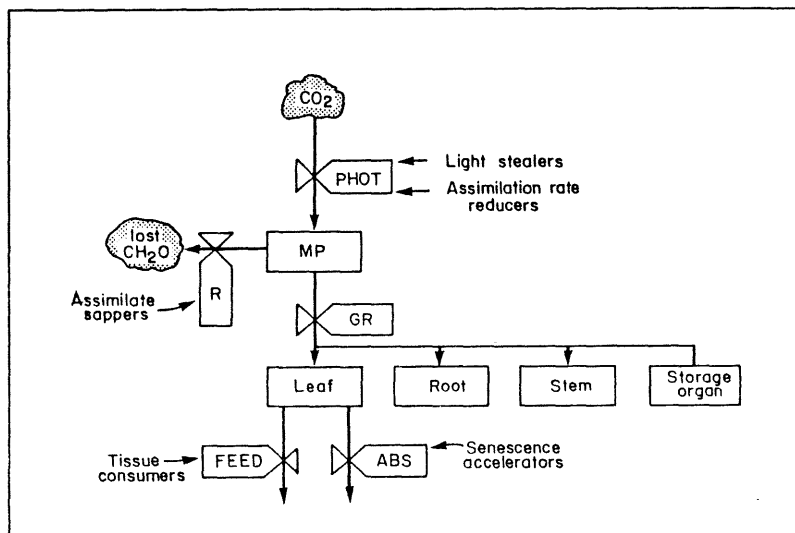 CO2
Light stealers
PHOT
Assimilation rate
reducers
lost
CH2O
MP
R
Assimilate
sappers
GR
Leaf
Root
Stem
Storage
organ
Tissue
consumers
FEED
ABS
Senescence
accelerators